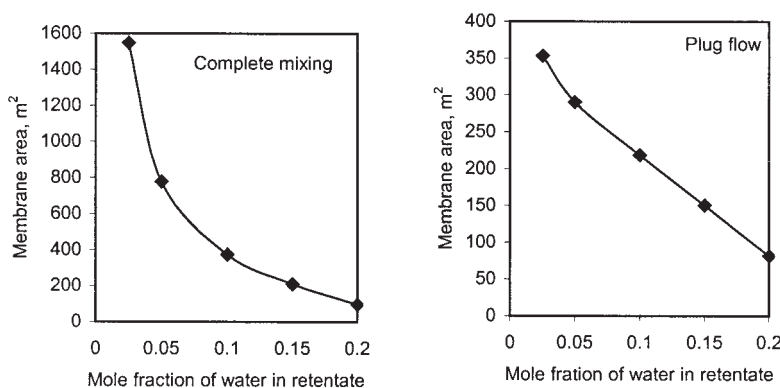 Complete mixing
Membrane area, m²
1600
1400
1200
1000
800
600
400
200
0
0 0.05 0.1 0.15 0.2
Mole fraction of water in retentate
Plug flow
Membrane area, m²
400
350
300
250
200
150
100
50
0
0 0.05 0.1 0.15 0.2
Mole fration of water in retentate